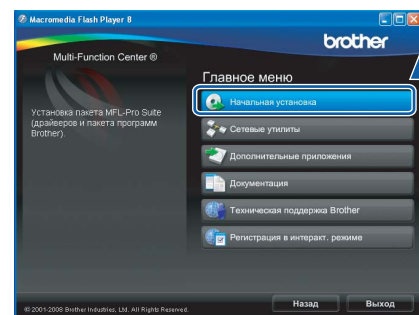 Macromedia Flash Player 8
brother
Multi-Function Center ®
Главное меню
Установка пакета MFL-Pro Suite
(драйверов и пакета программ
Brother).
Начальная установка
Сетевые утилиты
Дополнительные приложения
Документация
Техническая поддержка Brother
Регистрация в интеракт. режиме
© 2001-2008 Brother Industries, Ltd. All Rights Reserved.
Назад
Выход